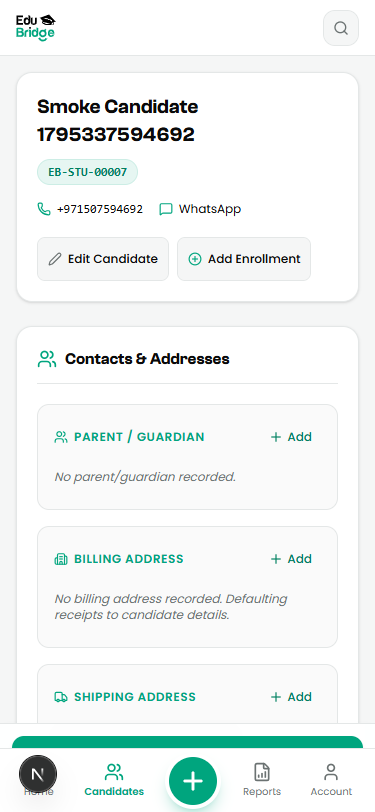 Edu
Bridge
Smoke Candidate
1795337594692
EB-STU-00007
+971507594692
WhatsApp
Edit Candidate
Add Enrollment
Contacts & Addresses
PARENT / GUARDIAN
+ Add
No parent/guardian recorded.
BILLING ADDRESS
+ Add
No billing address recorded. Defaulting
receipts to candidate details.
SHIPPING ADDRESS
+ Add
N
Home
Candidates
Reports
Account